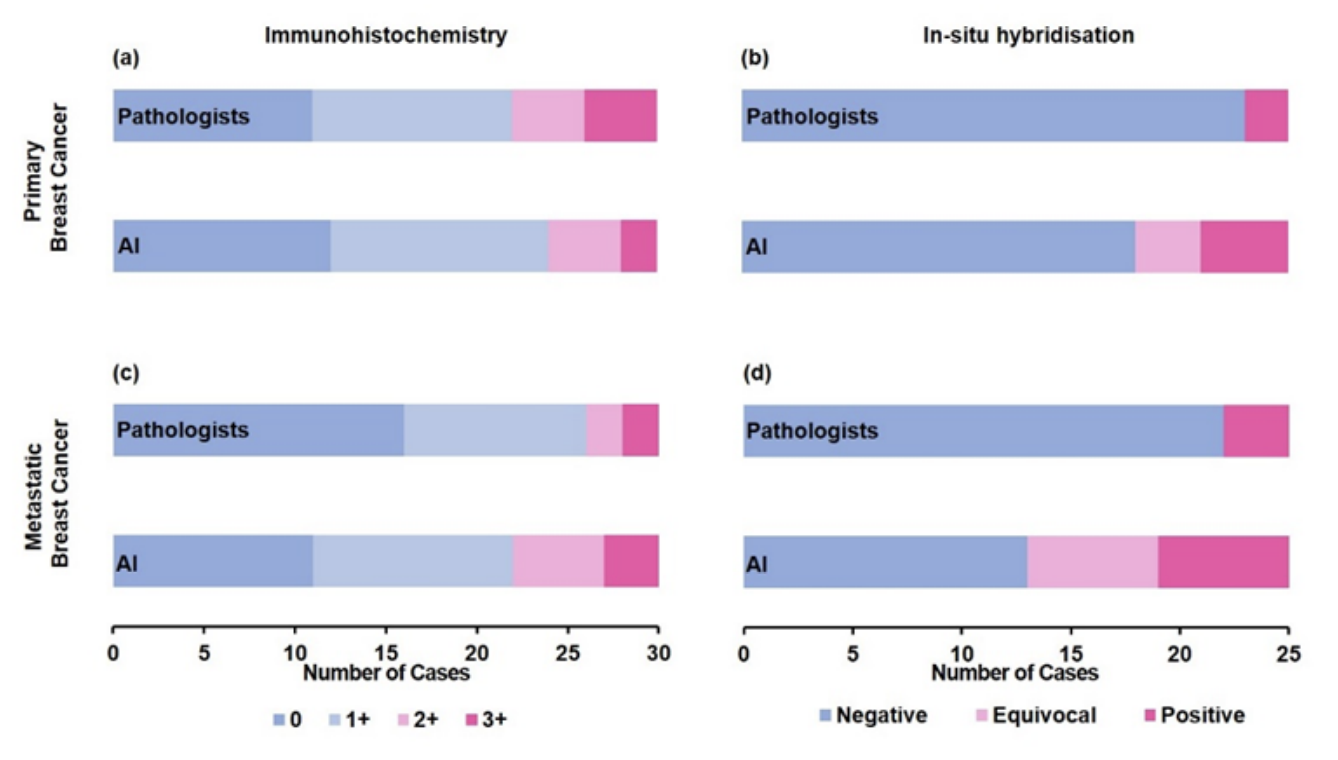 Immunohistochemistry
In-situ hybridisation
(a)
(b)
Primary
Breast Cancer
Pathologists
Pathologists
AI
AI
(c)
(d)
Metastatic
Breast Cancer
Pathologists
Pathologists
AI
AI
0 5 10 15 20 25 30
0 5 10 15 20 25
Number of Cases
Number of Cases
0 1+ 2+ 3+
Negative Equivocal Positive